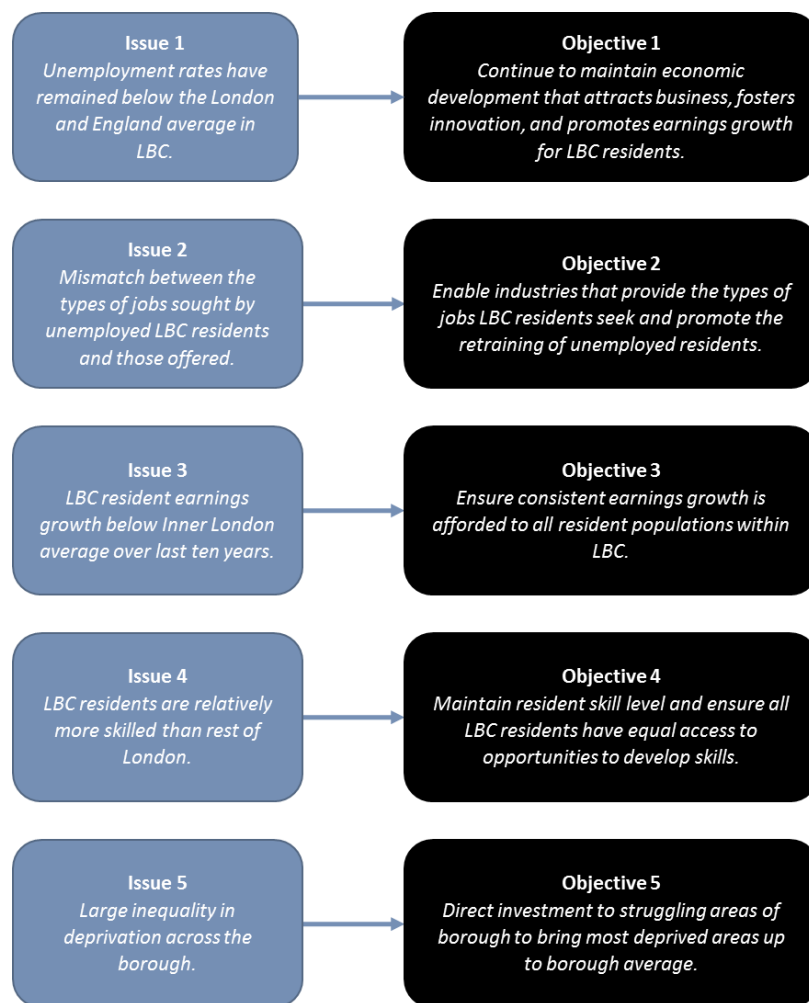 Issue 1
Unemployment rates have
remained below the London
and England average in
LBC.
Objective 1
Continue to maintain economic
development that attracts business, fosters
innovation, and promotes earnings growth
for LBC residents.
Issue 2
Mismatch between the
types of jobs sought by
unemployed LBC residents
and those offered.
Objective 2
Enable industries that provide the types of
jobs LBC residents seek and promote the
retraining of unemployed residents.
Issue 3
LBC resident earnings
growth below Inner London
average over last ten years.
Objective 3
Ensure consistent earnings growth is
afforded to all resident populations within
LBC.
Issue 4
LBC residents are relatively
more skilled than rest of
London.
Objective 4
Maintain resident skill level and ensure all
LBC residents have equal access to
opportunities to develop skills.
Issue 5
Large inequality in
deprivation across the
borough.
Objective 5
Direct investment to struggling areas of
borough to bring most deprived areas up
to borough average.